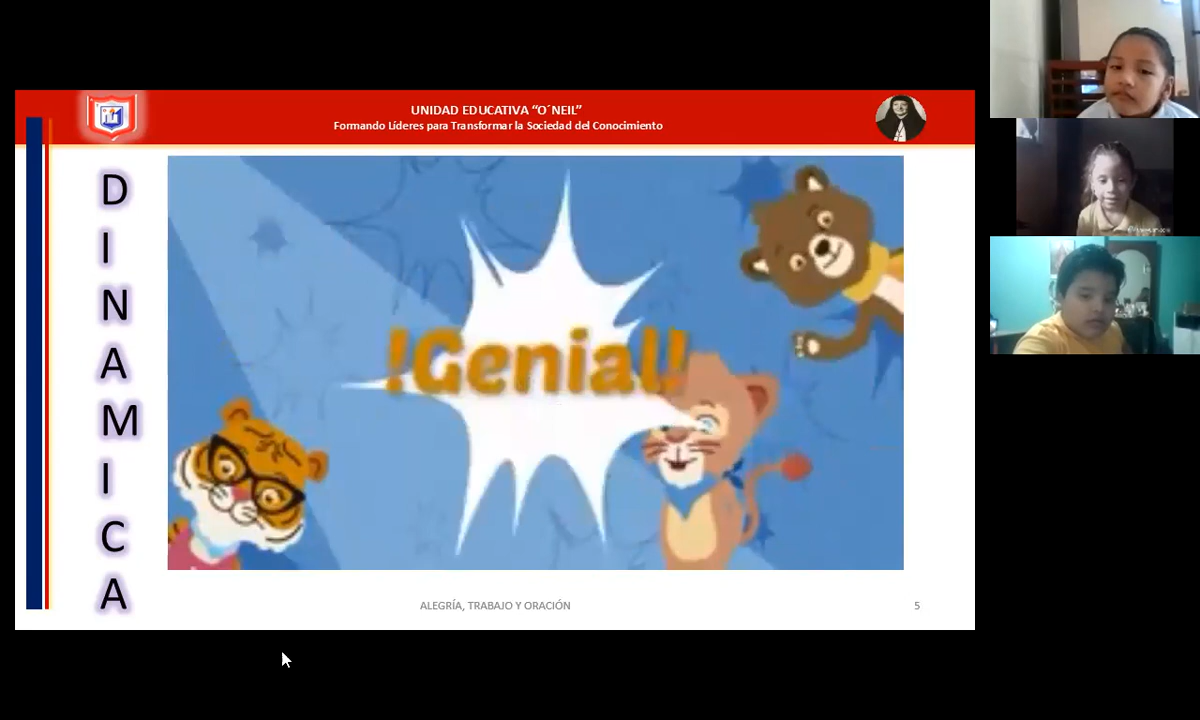 UNIDAD EDUCATIVA “O´NEIL”
Formando Líderes para Transformar la Sociedad del Conocimiento
D
I
N
A
M
I
C
A
!Genial!
ALEGRÍA, TRABAJO Y ORACIÓN
5